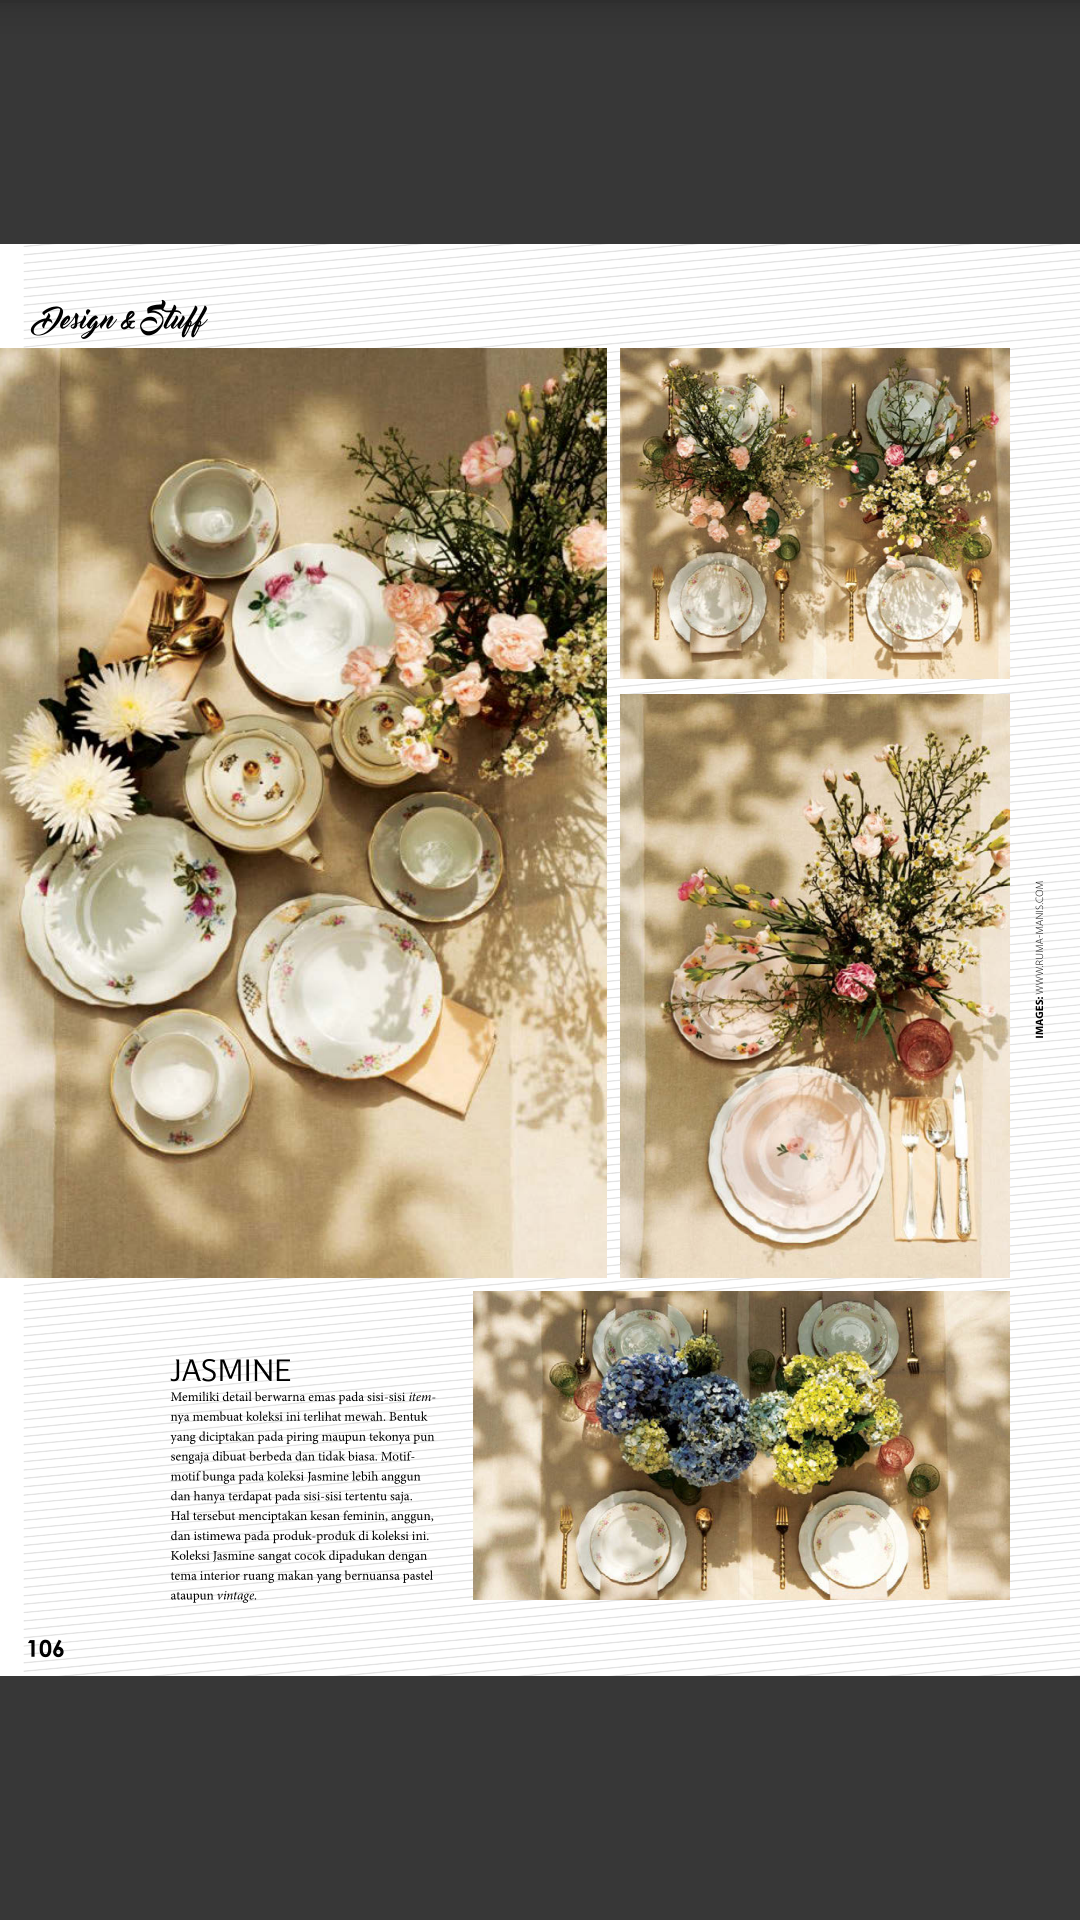 Design & Stuff
IMAGES: WWW.RUMA-MANIS.COM
JASMINE
Memiliki detail berwarna emas pada sisi-sisi item-
nya membuat koleksi ini terlihat mewah. Bentuk
yang diciptakan pada piring maupun tekonya pun
sengaja dibuat berbeda dan tidak biasa. Motif-
motif bunga pada koleksi Jasmine lebih anggun
dan hanya terdapat pada sisi-sisi tertentu saja.
Hal tersebut menciptakan kesan feminin, anggun,
dan istimewa pada produk-produk di koleksi ini.
Koleksi Jasmine sangat cocok dipadukan dengan
tema interior ruang makan yang bernuansa pastel
ataupun vintage.
106